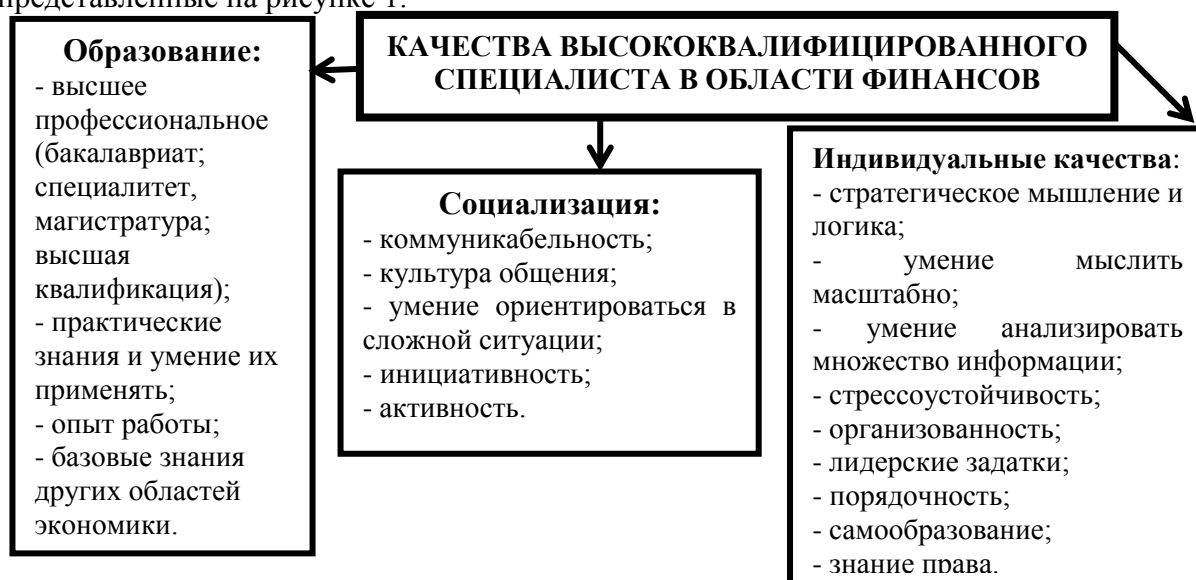 представленные на рисунке 1.
КАЧЕСТВА ВЫСОКОКВАЛИФИЦИРОВАННОГО
СПЕЦИАЛИСТА В ОБЛАСТИ ФИНАНСОВ
Образование:
- высшее
профессиональное
(бакалавриат;
специалитет,
магистратура;
высшая
квалификация);
- практические
знания и умение их
применять;
- опыт работы;
- базовые знания
других областей
экономики.
Социализация:
- коммуникабельность;
- культура общения;
- умение ориентироваться в
сложной ситуации;
- инициативность;
- активность.
Индивидуальные качества:
- стратегическое мышление и
логика;
- умение мыслить
масштабно;
- умение анализировать
множество информации;
- стрессоустойчивость;
- организованность;
- лидерские задатки;
- порядочность;
- самообразование;
- знание права.